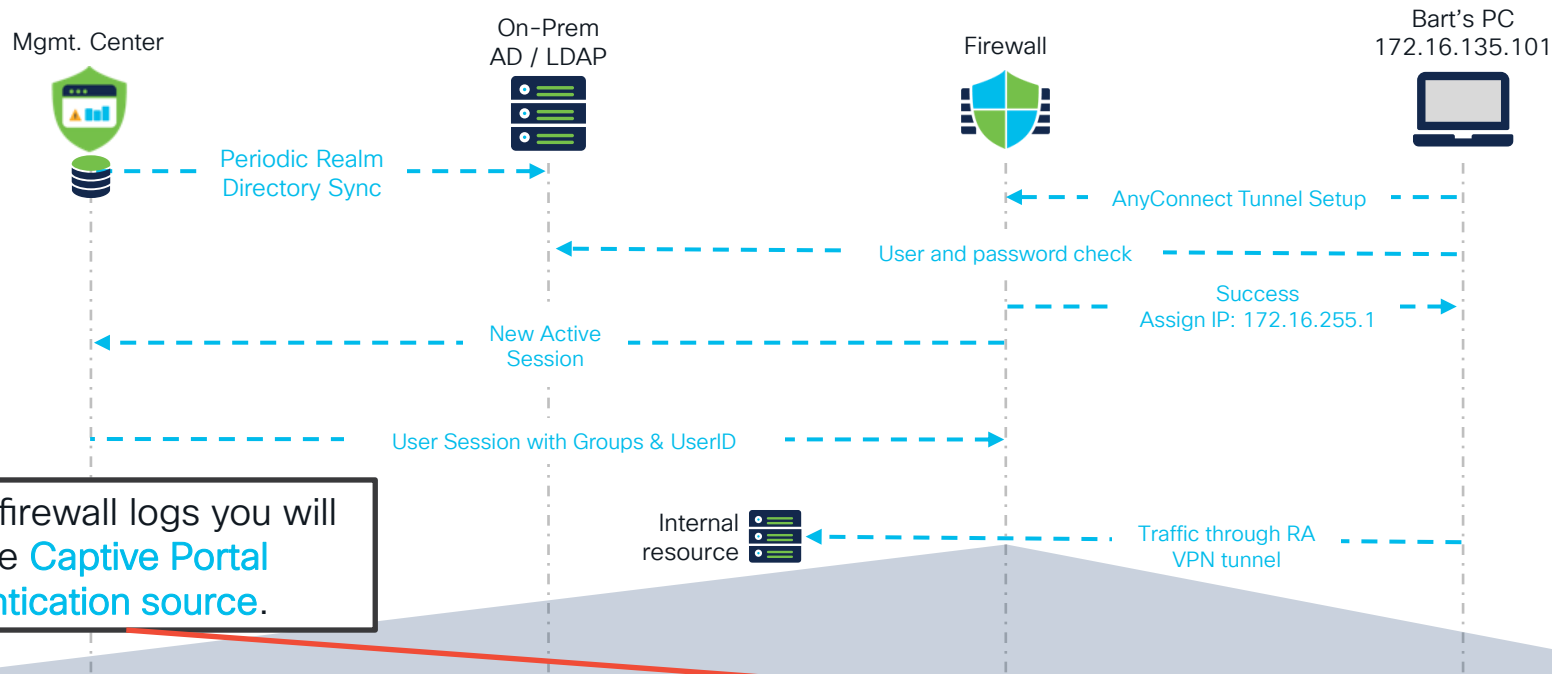 Mgmt. Center
On-Prem
AD / LDAP
Firewall
Bart's PC
172.16.135.101
Periodic Realm
Directory Sync
AnyConnect Tunnel Setup
User and password check
Success
Assign IP: 172.16.255.1
New Active
Session
User Session with Groups & UserID
firewall logs you will
Captive Portal
source.
Internal
resource
Traffic through RA
VPN tunnel